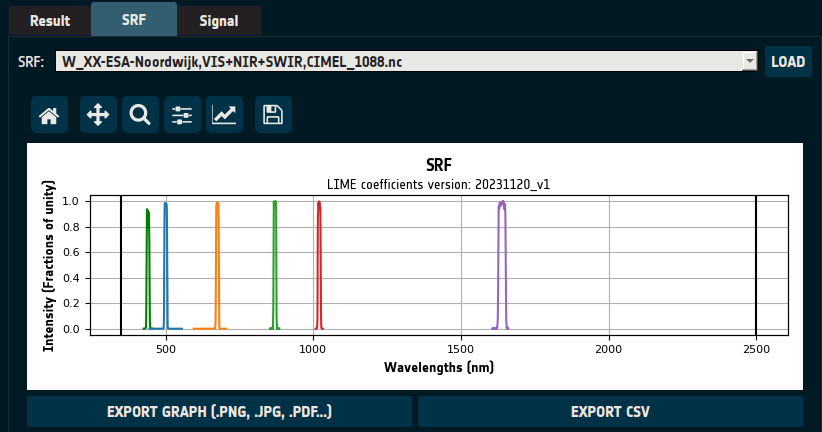 Result SRF Signal
SRF: W_XX-ESA-Noordwijk,VIS+NIR+SWIR,CIMEL_1088.nc LOAD
SRF
LIME coefficients version: 20231120_v1
Intensity (Fractions of unity)
1.0
0.8
0.6
0.4
0.2
0.0
500 1000 1500 2000 2500
Wavelengths (nm)
EXPORT GRAPH (.PNG, .JPG, .PDF...) EXPORT CSV